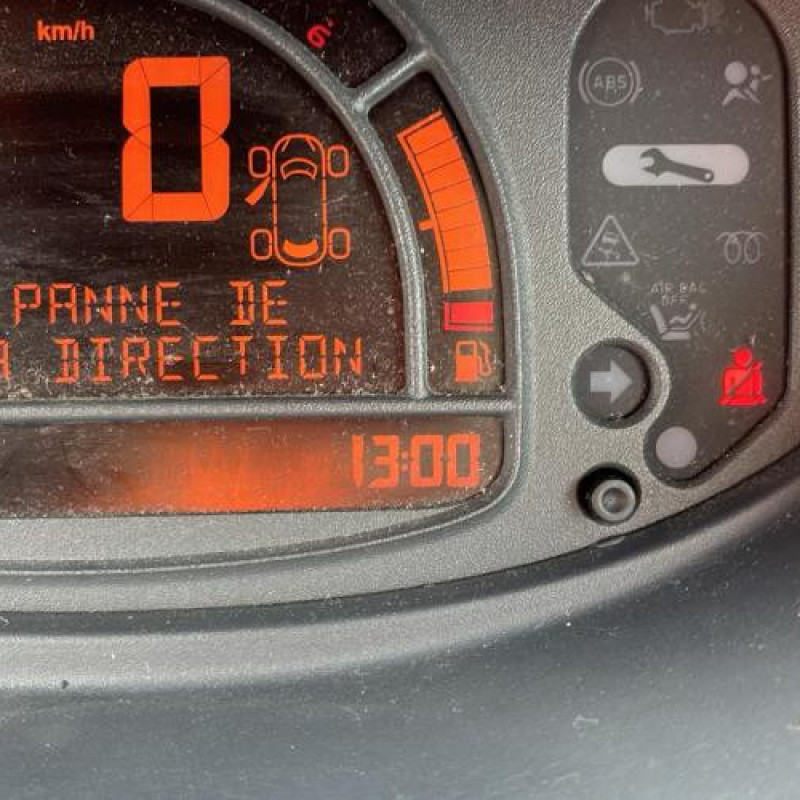 km/h
0
ABS
PANNE DE
A DIRECTION
AIR BAG
OFF
13:00